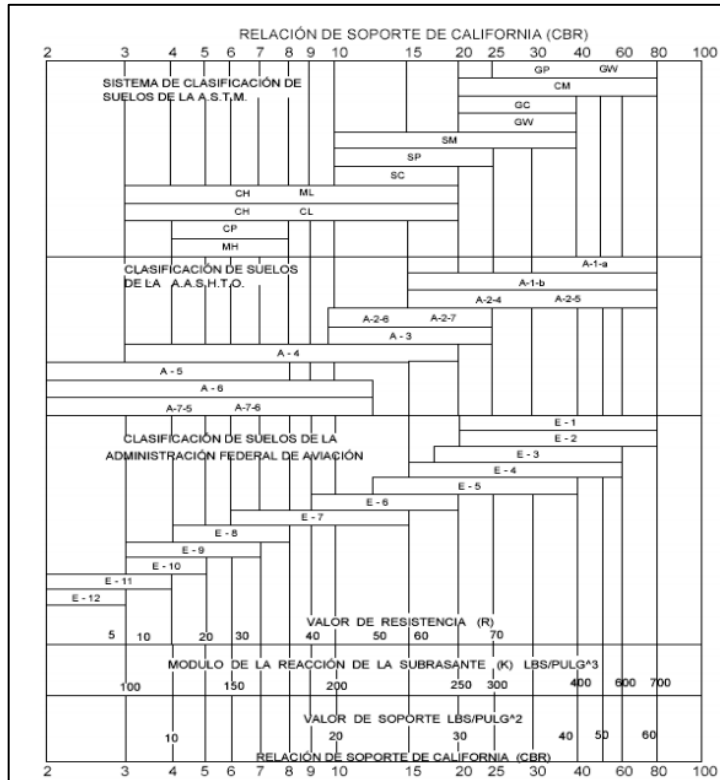 RELACIÓN DE SOPORTE DE CALIFORNIA (CBR)
2 3 4 5 6 7 8 9 10 15 20 25 30 40 50 60 80 100
SISTEMA DE CLASIFICACIÓN DE
SUELOS DE LA A.S.T.M.
GP GW
CM
GC
GW
SM
SP
SC
CH ML
CH CL
CP
MH
CLASIFICACIÓN DE SUELOS
DE LA A.A.S.H.T.O.
A-1-a
A-1-b
A-2-4 A-2-5
A-2-6 A-2-7
A - 3
A - 4
A - 5
A - 6
A-7-5 A-7-6
CLASIFICACIÓN DE SUELOS DE LA
ADMINISTRACIÓN FEDERAL DE AVIACIÓN
E - 1
E - 2
E - 3
E - 4
E - 5
E - 6
E - 7
E - 8
E - 9
E - 10
E - 11
E - 12
VALOR DE RESISTENCIA (R)
5 10 20 30 40 50 60 70
MODULO DE LA REACCIÓN DE LA SUBRASANTE (K) LBS/PULG^3
100 150 200 250 300 400 600 700
VALOR DE SOPORTE LBS/PULG^2
10 20 30 40 50 60
RELACIÓN DE SOPORTE DE CALIFORNIA (CBR)
2 3 4 5 6 7 8 9 10 15 20 25 30 40 50 60 80 100